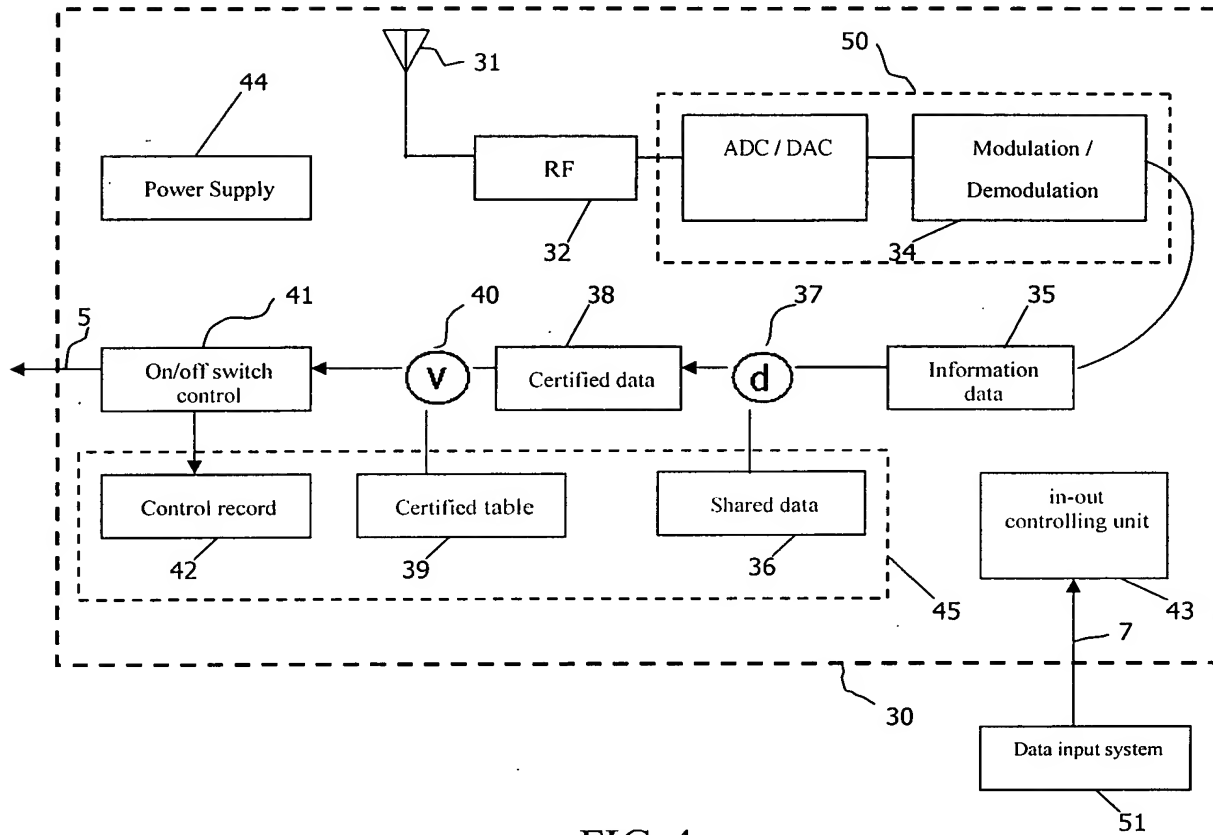 31
50
44
ADC / DAC
Modulation /
Demodulation
RF
Power Supply
32
34
5
41
40
38
37
35
On/off switch
control
V
Certified data
d
Information
data
Control record
Certified table
Shared data
in-out
controlling unit
42
39
36
45
43
7
30
Data input system
51
FIG. 4